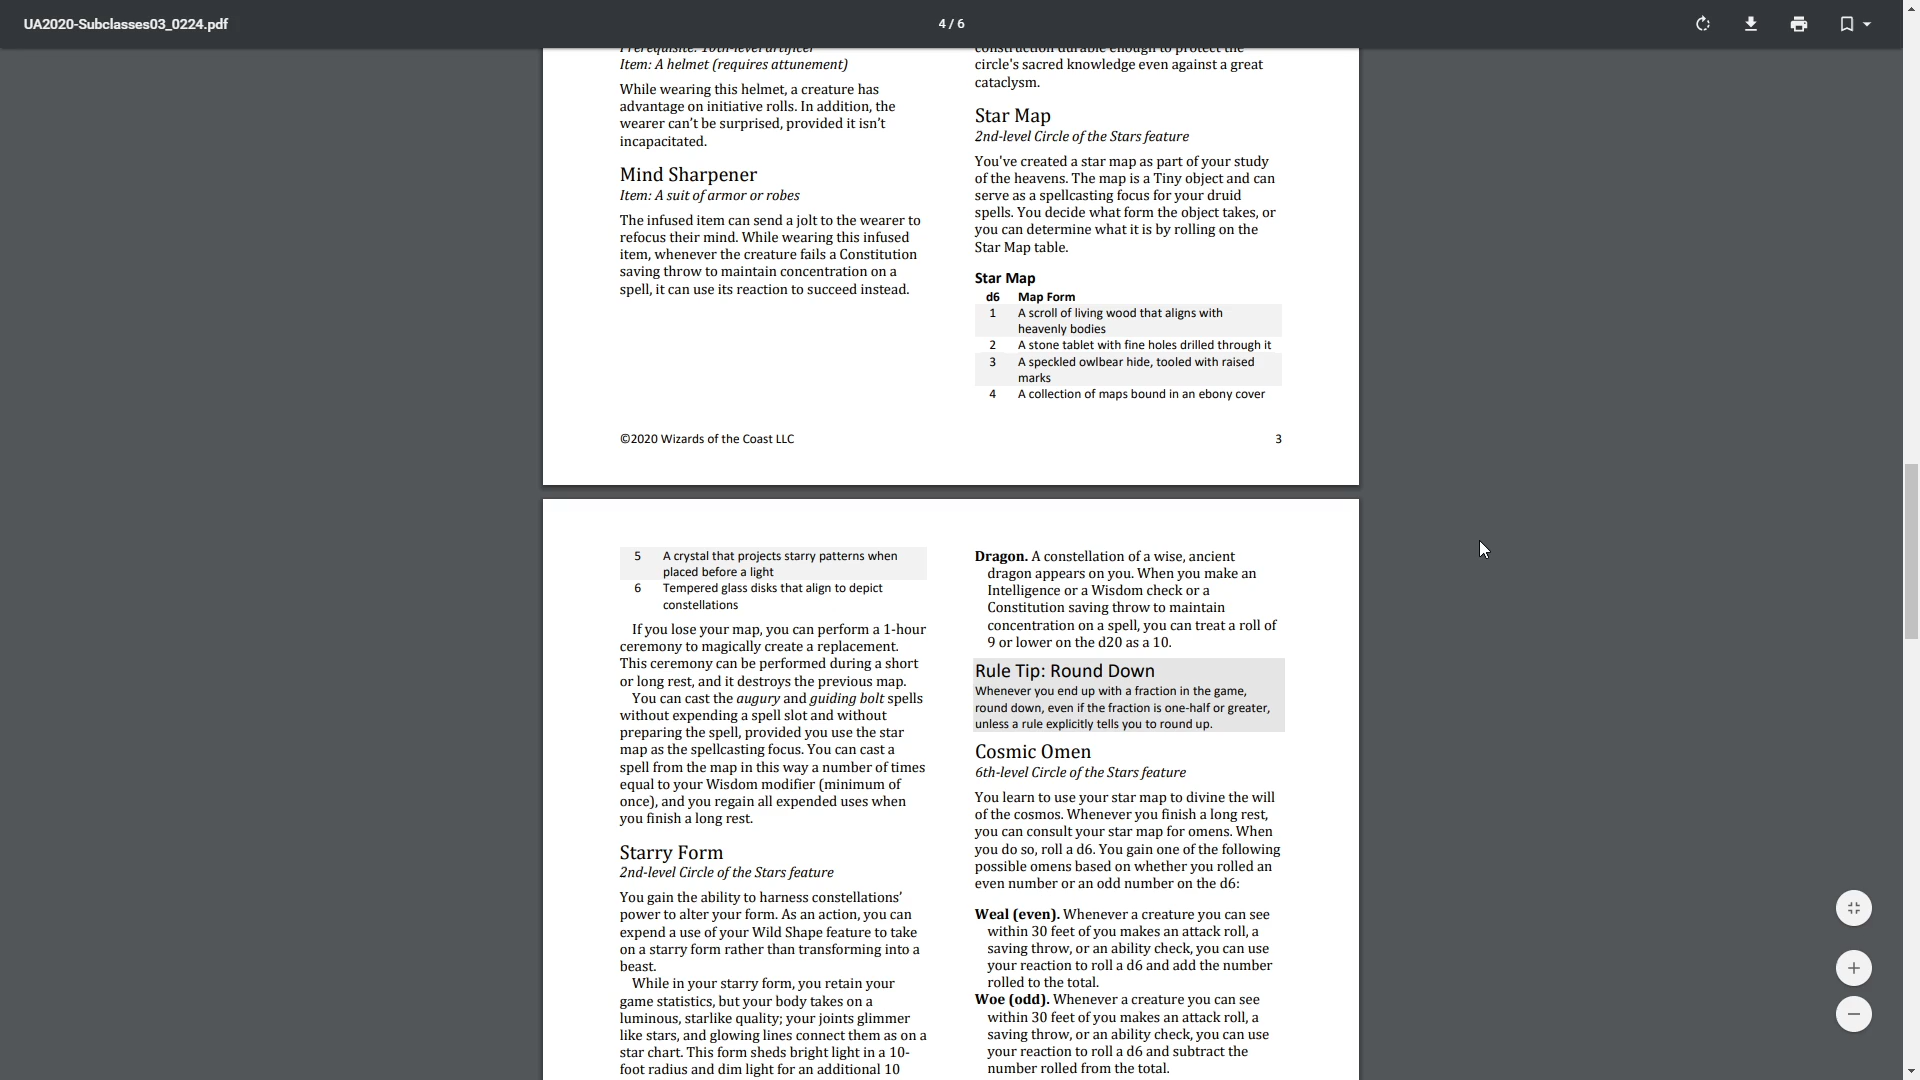 UA2020-Subclasses03_0224.pdf
4 / 6
Prerequisite: 10th-level artificer
Item: A helmet (requires attunement)
While wearing this helmet, a creature has
advantage on initiative rolls. In addition, the
wearer can't be surprised, provided it isn't
incapacitated.
Mind Sharpener
Item: A suit of armor or robes
The infused item can send a jolt to the wearer to
refocus their mind. While wearing this infused
item, whenever the creature fails a Constitution
saving throw to maintain concentration on a
spell, it can use its reaction to succeed instead.
construction durable enough to protect the
circle's sacred knowledge even against a great
cataclysm.
Star Map
2nd-level Circle of the Stars feature
You've created a star map as part of your study
of the heavens. The map is a Tiny object and can
serve as a spellcasting focus for your druid
spells. You decide what form the object takes, or
you can determine what it is by rolling on the
Star Map table.
Star Map
d6 Map Form
1 A scroll of living wood that aligns with
heavenly bodies
2 A stone tablet with fine holes drilled through it
3 A speckled owlbear hide, tooled with raised
marks
4 A collection of maps bound in an ebony cover
©2020 Wizards of the Coast LLC
3
5 A crystal that projects starry patterns when
placed before a light
6 Tempered glass disks that align to depict
constellations
If you lose your map, you can perform a 1-hour
ceremony to magically create a replacement.
This ceremony can be performed during a short
or long rest, and it destroys the previous map.
You can cast the augury and guiding bolt spells
without expending a spell slot and without
preparing the spell, provided you use the star
map as the spellcasting focus. You can cast a
spell from the map in this way a number of times
equal to your Wisdom modifier (minimum of
once), and you regain all expended uses when
you finish a long rest.
Starry Form
2nd-level Circle of the Stars feature
You gain the ability to harness constellations'
power to alter your form. As an action, you can
expend a use of your Wild Shape feature to take
on a starry form rather than transforming into a
beast.
While in your starry form, you retain your
game statistics, but your body takes on a
luminous, starlike quality; your joints glimmer
like stars, and glowing lines connect them as on a
star chart. This form sheds bright light in a 10-
foot radius and dim light for an additional 10
Dragon. A constellation of a wise, ancient
dragon appears on you. When you make an
Intelligence or a Wisdom check or a
Constitution saving throw to maintain
concentration on a spell, you can treat a roll of
9 or lower on the d20 as a 10.
Rule Tip: Round Down
Whenever you end up with a fraction in the game,
round down, even if the fraction is one-half or greater,
unless a rule explicitly tells you to round up.
Cosmic Omen
6th-level Circle of the Stars feature
You learn to use your star map to divine the will
of the cosmos. Whenever you finish a long rest,
you can consult your star map for omens. When
you do so, roll a d6. You gain one of the following
possible omens based on whether you rolled an
even number or an odd number on the d6:
Weal (even). Whenever a creature you can see
within 30 feet of you makes an attack roll, a
saving throw, or an ability check, you can use
your reaction to roll a d6 and add the number
rolled to the total.
Woe (odd). Whenever a creature you can see
within 30 feet of you makes an attack roll, a
saving throw, or an ability check, you can use
your reaction to roll a d6 and subtract the
number rolled from the total.